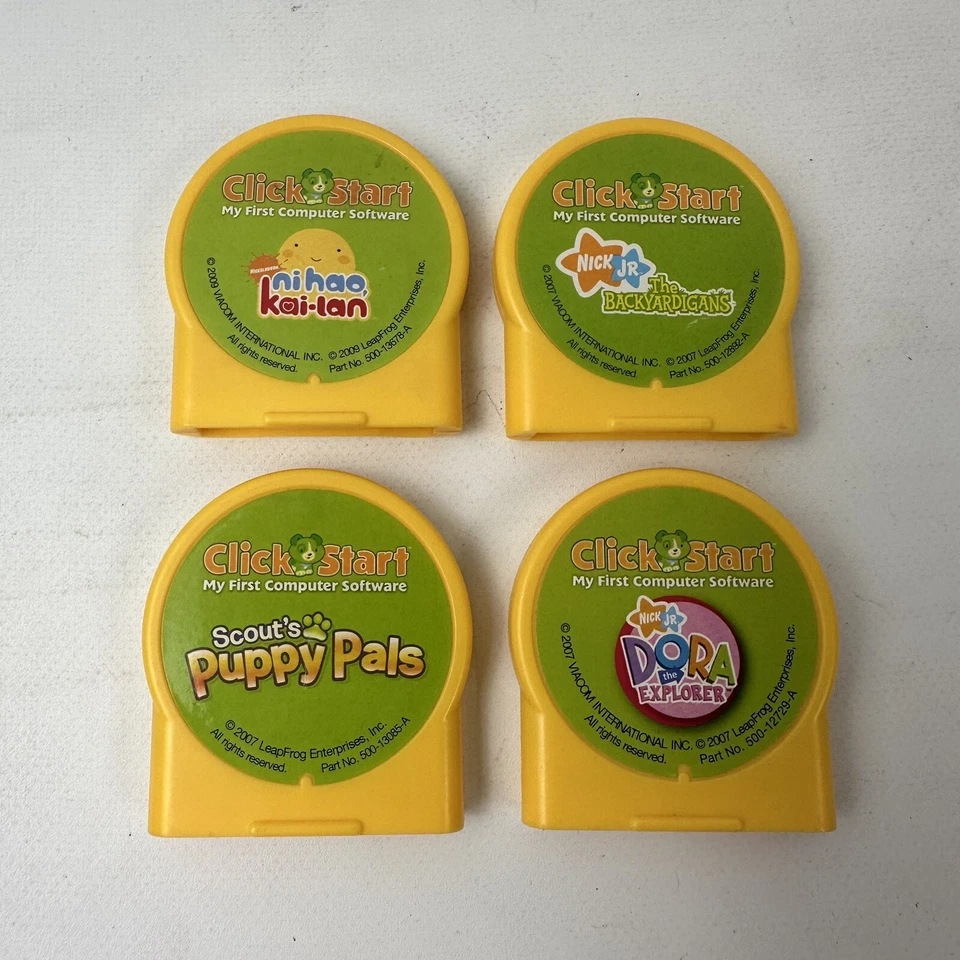 Click Start
My First Computer Software
NICKELODEON
ni hao,
kai-lan
© 2009 VIACOM INTERNATIONAL INC. © 2009 LeapFrog Enterprises, Inc.
All rights reserved. Part No. 500-13678-A
Click Start
My First Computer Software
NICK JR.
The
BACKYARDIGANS
© 2007 VIACOM INTERNATIONAL INC. © 2007 LeapFrog Enterprises, Inc.
All rights reserved. Part No. 500-12892-A
Click Start
My First Computer Software
Scout's
Puppy Pals
© 2007 LeapFrog Enterprises, Inc.
All rights reserved. Part No. 500-13085-A
Click Start
My First Computer Software
NICK JR.
DORA
the
EXPLORER
© 2007 VIACOM INTERNATIONAL INC. © 2007 LeapFrog Enterprises, Inc.
All rights reserved. Part No. 500-12729-A